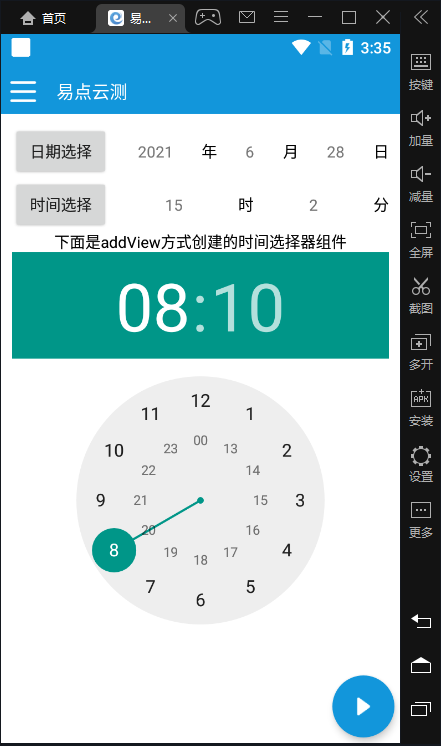 首页
易...
3:35
易点云测
日期选择 2021 年 6 月 28 日
时间选择 15 时 2 分
下面是addView方式创建的时间选择器组件
08:10
12
11 1
00
23 13
10 2
22 14
9 21 15 3
20 16
8 4
19 17
18
7 5
6
按键
加量
减量
全屏
截图
多开
APK
安装
设置
更多